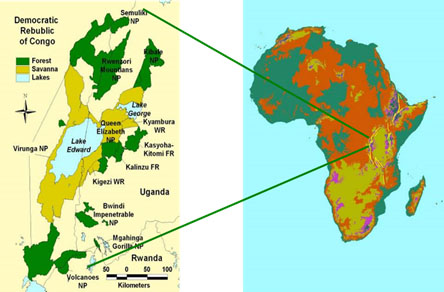 Democratic
Republic
of Congo
Semuliki
NP
Forest
Savanna
Lakes
Rwenzori
Mountains
NP
Kibale
NP
Lake
George
Kyambura
WR
Queen
Elizabeth
NP
Lake
Edward
Kasyoha-
Kitomi FR
Virunga NP
Kalinzu FR
Kigezi WR
Uganda
Bwindi
Impenetrable
NP
Mgahinga
Gorilla NP
Rwanda
Volcanoes
NP
50 0 50 100
Kilometers